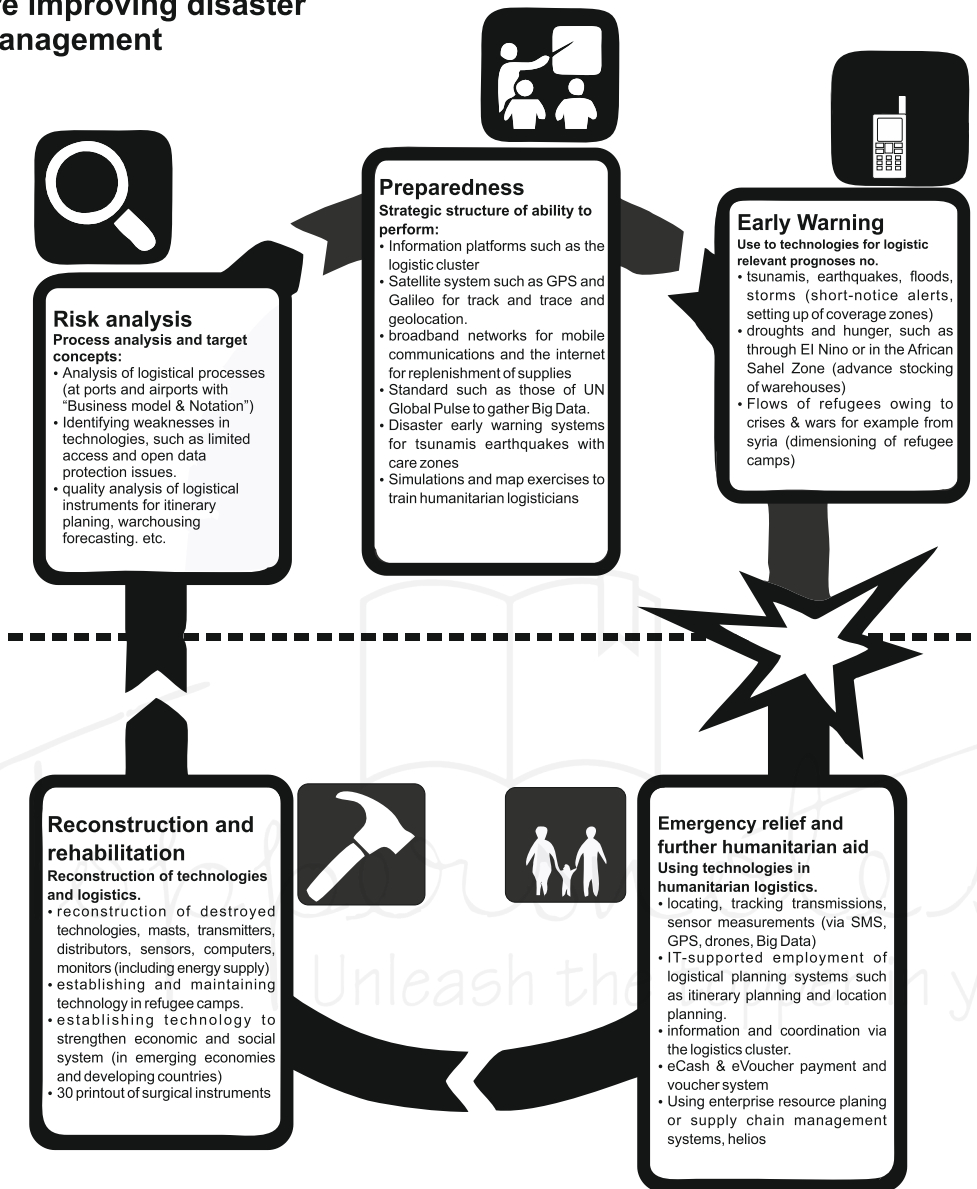 e improving disaster
anagement
Risk analysis
Process analysis and target
concepts:
• Analysis of logistical processes
(at ports and airports with
“Business model & Notation”)
• Identifying weaknesses in
technologies, such as limited
access and open data
protection issues.
• quality analysis of logistical
instruments for itinerary
planing, warchousing
forecasting. etc.
Preparedness
Strategic structure of ability to
perform:
• Information platforms such as the
logistic cluster
• Satellite system such as GPS and
Galileo for track and trace and
geolocation.
• broadband networks for mobile
communications and the internet
for replenishment of supplies
• Standard such as those of UN
Global Pulse to gather Big Data.
• Disaster early warning systems
for tsunamis earthquakes with
care zones
• Simulations and map exercises to
train humanitarian logisticians
Early Warning
Use to technologies for logistic
relevant prognoses no.
• tsunamis, earthquakes, floods,
storms (short-notice alerts,
setting up of coverage zones)
• droughts and hunger, such as
through El Nino or in the African
Sahel Zone (advance stocking
of warehouses)
• Flows of refugees owing to
crises & wars for example from
syria (dimensioning of refugee
camps)
Reconstruction and
rehabilitation
Reconstruction of technologies
and logistics.
• reconstruction of destroyed
technologies, masts, transmitters,
distributors, sensors, computers,
monitors (including energy supply)
• establishing and maintaining
technology in refugee camps.
• establishing technology to
strengthen economic and social
system (in emerging economies
and developing countries)
• 30 printout of surgical instruments
Emergency relief and
further humanitarian aid
Using technologies in
humanitarian logistics.
• locating, tracking transmissions,
sensor measurements (via SMS,
GPS, drones, Big Data)
• IT-supported employment of
logistical planning systems such
as itinerary planning and location
planning.
• information and coordination via
the logistics cluster.
• eCash & eVoucher payment and
voucher system
• Using enterprise resource planing
or supply chain management
systems, helios
Unleash the topper in y